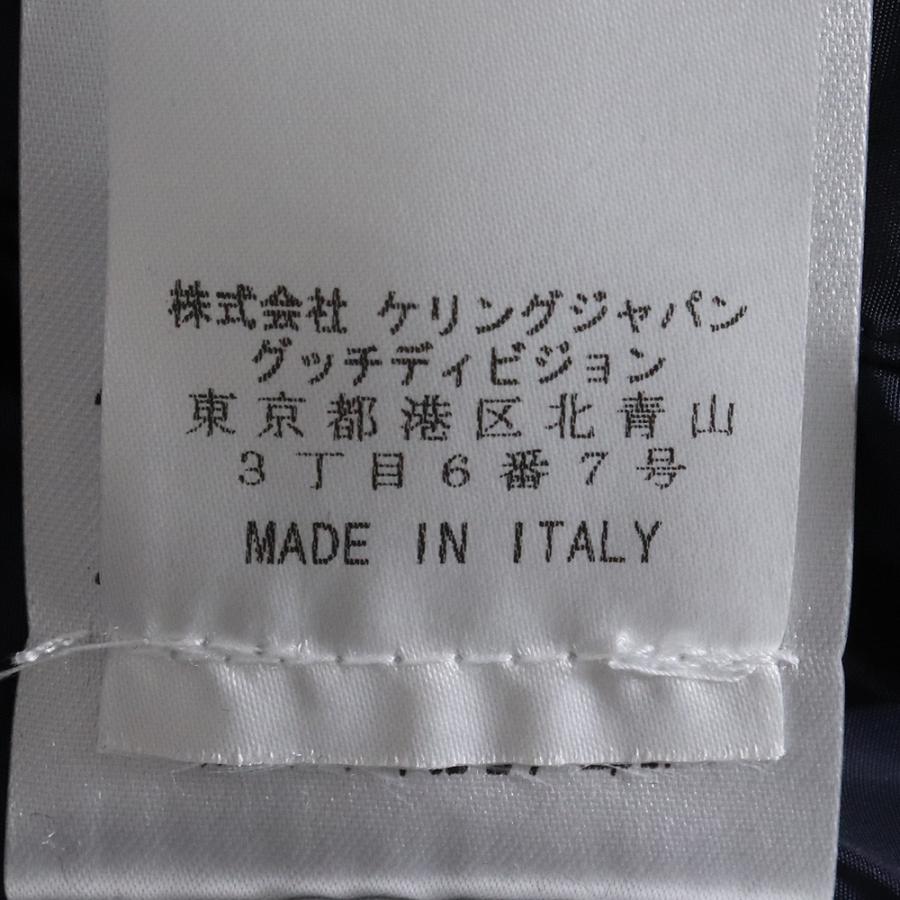 株式会社 ケリングジャパン
グッチディビジョン
東京都港区北青山
3丁目6番7号
MADE IN ITALY